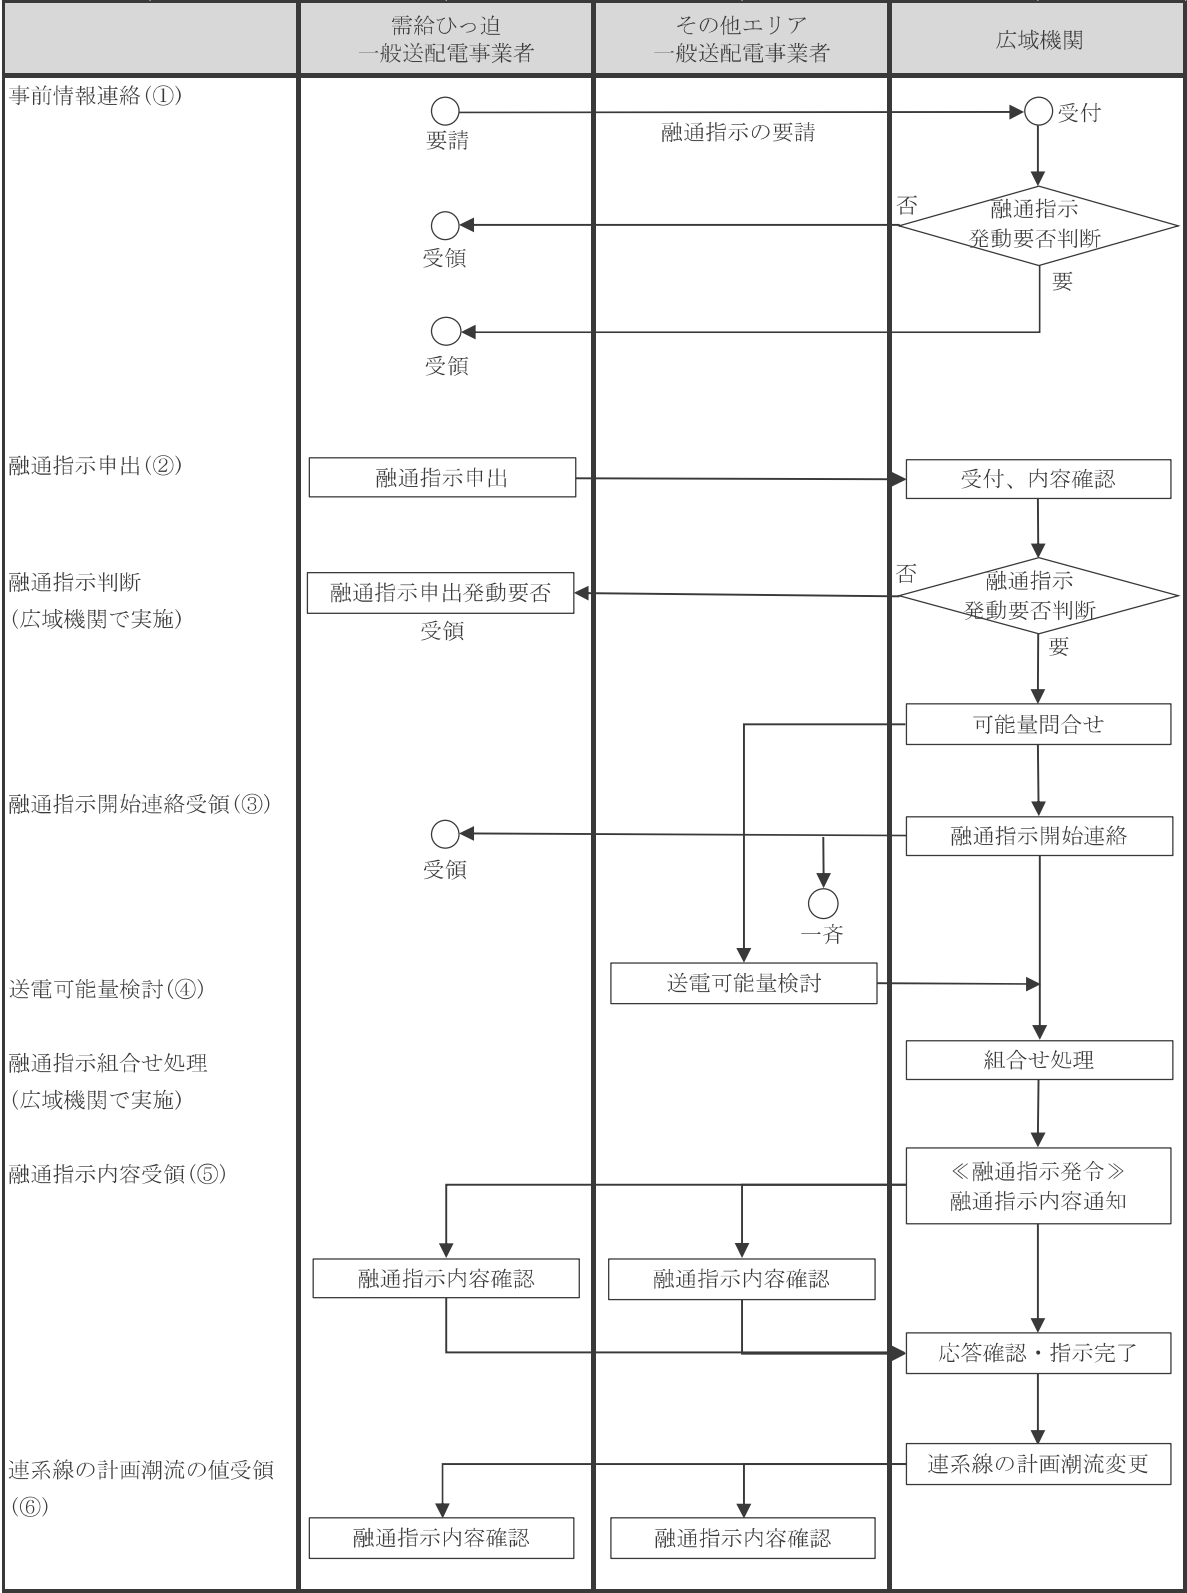 需給ひっ迫
一般送配電事業者
その他エリア
一般送配電事業者
広域機関
事前情報連絡(①)
要請
融通指示の要請
受付
否
融通指示
発動要否判断
受領
要
受領
融通指示申出(②)
融通指示申出
受付、内容確認
融通指示判断
(広域機関で実施)
融通指示申出発動要否
受領
否
融通指示
発動要否判断
要
可能量問合せ
融通指示開始連絡受領(③)
受領
融通指示開始連絡
一斉
送電可能量検討(④)
送電可能量検討
融通指示組合せ処理
(広域機関で実施)
組合せ処理
融通指示内容受領(⑤)
≪融通指示発令≫
融通指示内容通知
融通指示内容確認
融通指示内容確認
応答確認・指示完了
連系線の計画潮流の値受領
(⑥)
連系線の計画潮流変更
融通指示内容確認
融通指示内容確認